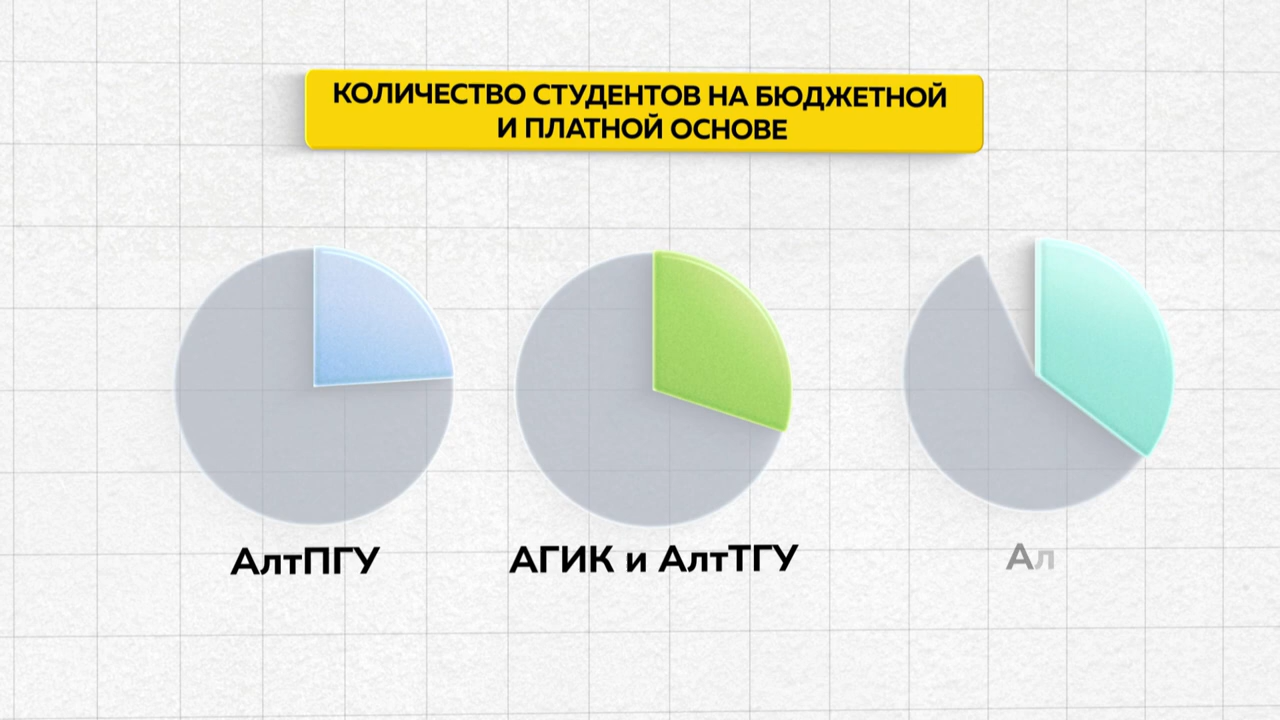 КОЛИЧЕСТВО СТУДЕНТОВ НА БЮДЖЕТНОЙ
И ПЛАТНОЙ ОСНОВЕ
АлтПГУ
АГИК и АлтТГУ
Ал